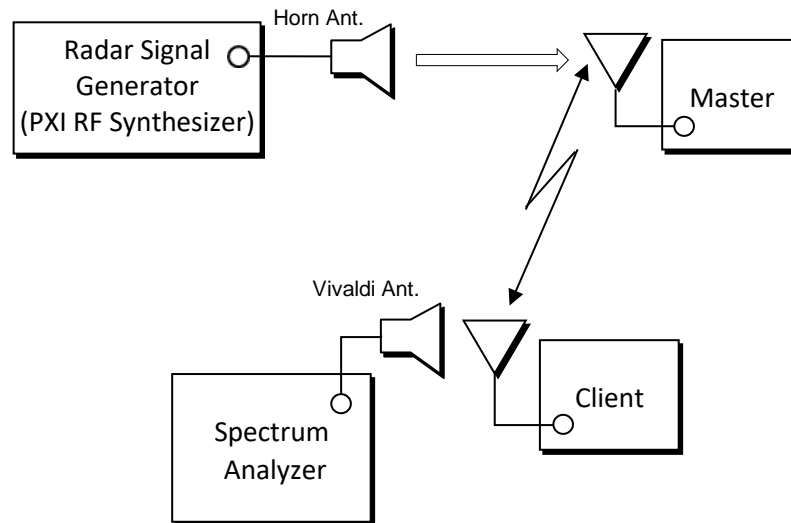 Horn Ant.
Radar Signal
Generator
(PXI RF Synthesizer)
Master
Vivaldi Ant.
Client
Spectrum
Analyzer